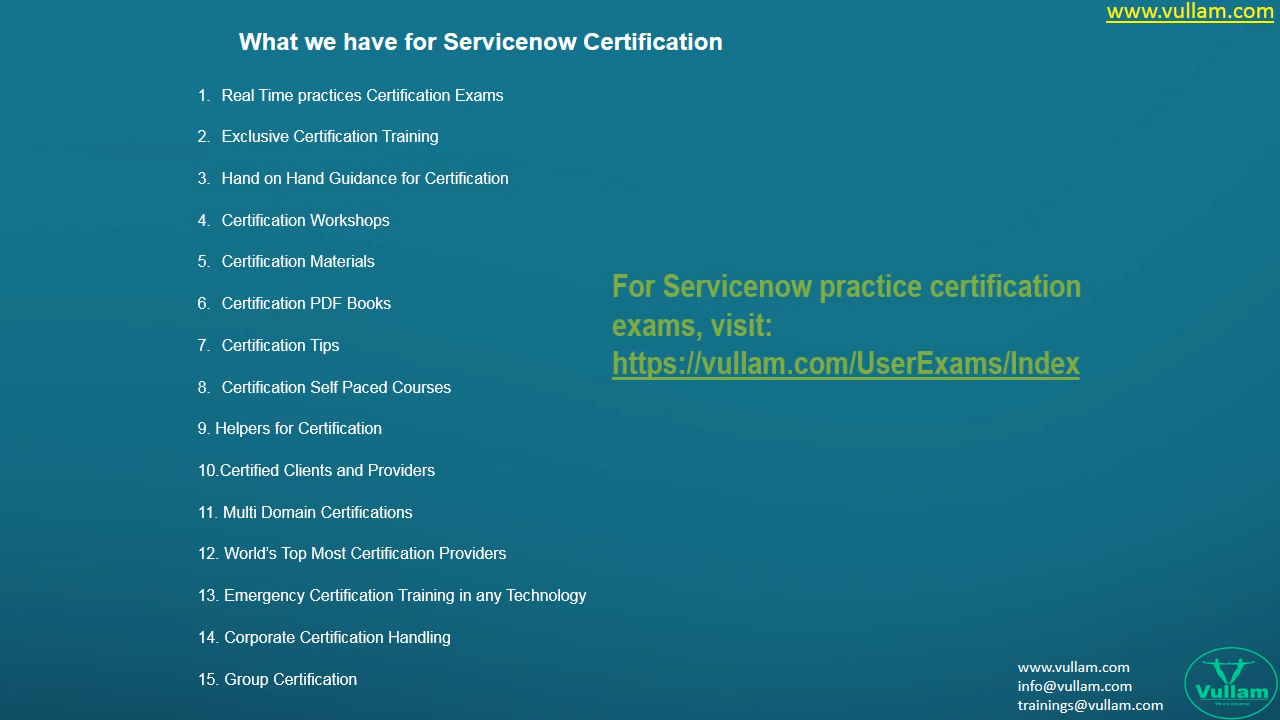 www.vullam.com
What we have for Servicenow Certification
1. Real Time practices Certification Exams
2. Exclusive Certification Training
3. Hand on Hand Guidance for Certification
4. Certification Workshops
5. Certification Materials
6. Certification PDF Books
7. Certification Tips
8. Certification Self Paced Courses
9. Helpers for Certification
10.Certified Clients and Providers
11. Multi Domain Certifications
12. World’s Top Most Certification Providers
13. Emergency Certification Training in any Technology
14. Corporate Certification Handling
15. Group Certification
For Servicenow practice certification
exams, visit:
https://vullam.com/UserExams/Index
www.vullam.com
info@vullam.com
trainings@vullam.com
Vullam
We are Universal